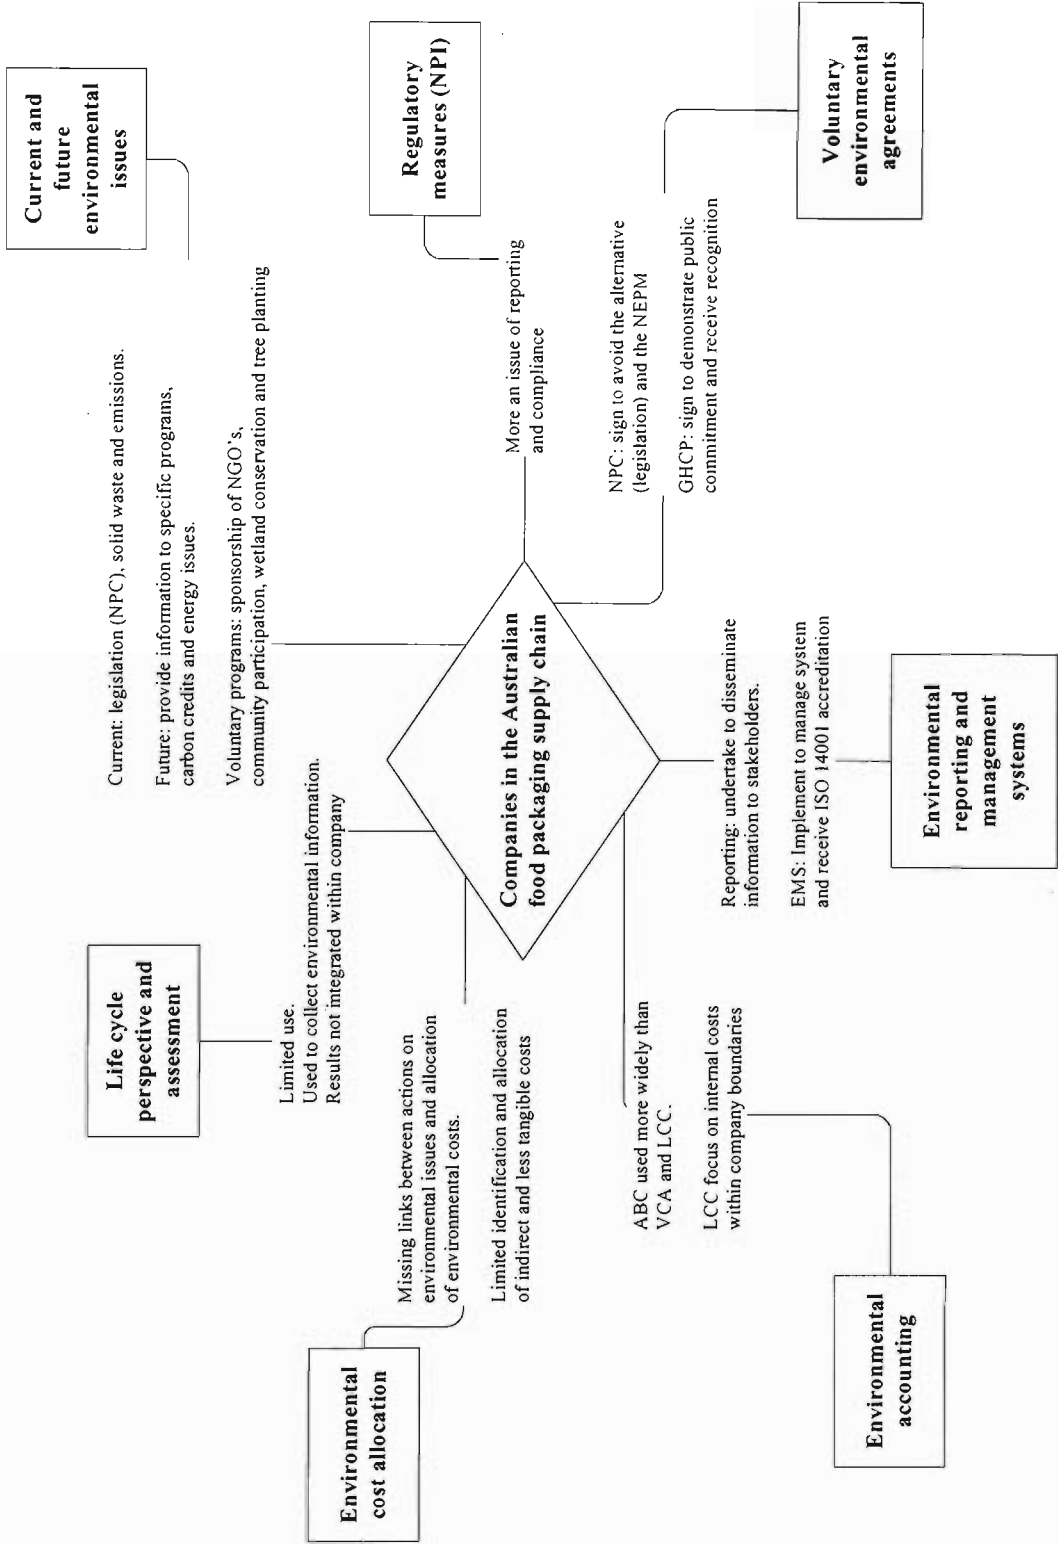 Life cycle
perspective and
assessment
Current and
future
environmental
issues
Limited use.
Used to collect environmental information.
Results not integrated within company
Current: legislation (NPC), solid waste and emissions.
Future: provide information to specific programs,
carbon credits and energy issues.
Voluntary programs: sponsorship of NGO's,
community participation, wetland conservation and tree planting
Environmental
cost allocation
Missing links between actions on
environmental issues and allocation
of environmental costs.
Limited identification and allocation
of indirect and less tangible costs
Companies in the Australian
food packaging supply chain
More an issue of reporting
and compliance
Regulatory
measures (NPI)
ABC used more widely than
VCA and LCC.
LCC focus on internal costs
within company boundaries
Environmental
accounting
Reporting: undertake to disseminate
information to stakeholders.
EMS: Implement to manage system
and receive ISO 14001 accreditation
Environmental
reporting and
management
systems
NPC: sign to avoid the alternative
(legislation) and the NEPM
GHCP: sign to demonstrate public
commitment and receive recognition
Voluntary
environmental
agreements